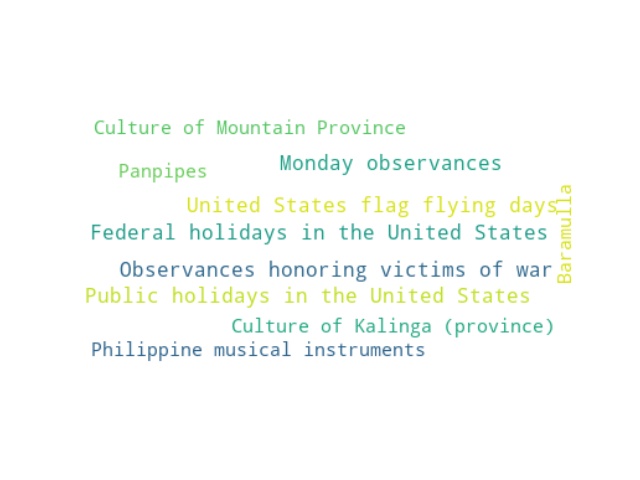 Culture of Mountain Province
Monday observances
Panpipes
United States flag flying days
Baramulla
Federal holidays in the United States
Observances honoring victims of war
Public holidays in the United States
Culture of Kalinga (province)
Philippine musical instruments